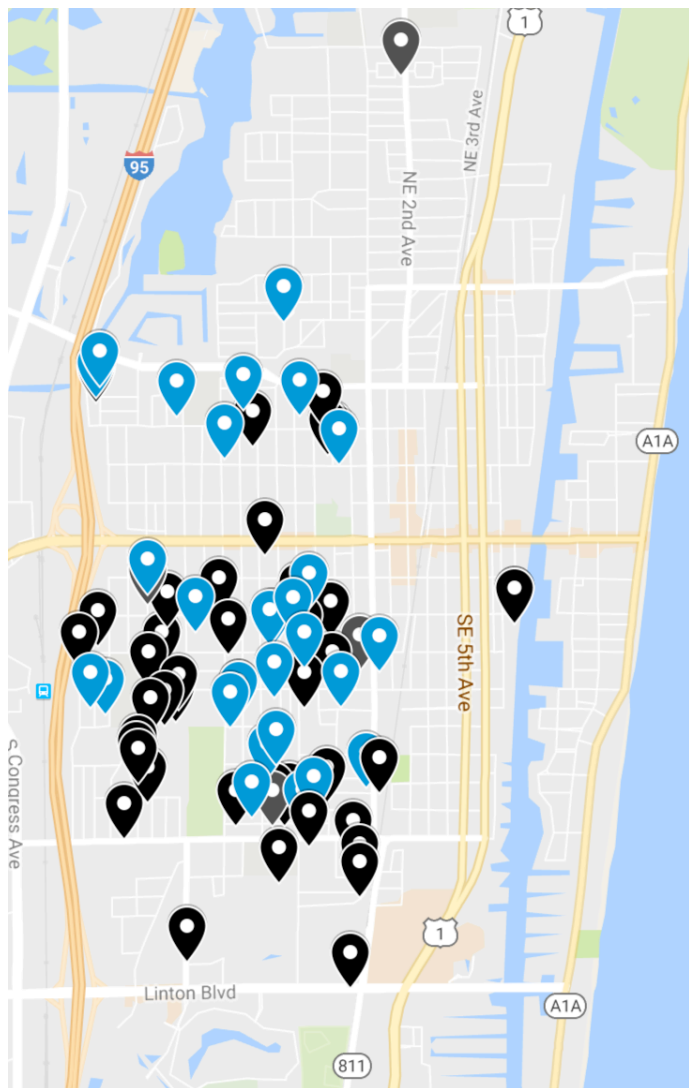 1
NE 3rd Ave
95
NE 2nd Ave
A1A
SE 5th Ave
S Congress Ave
1
Linton Blvd
A1A
811